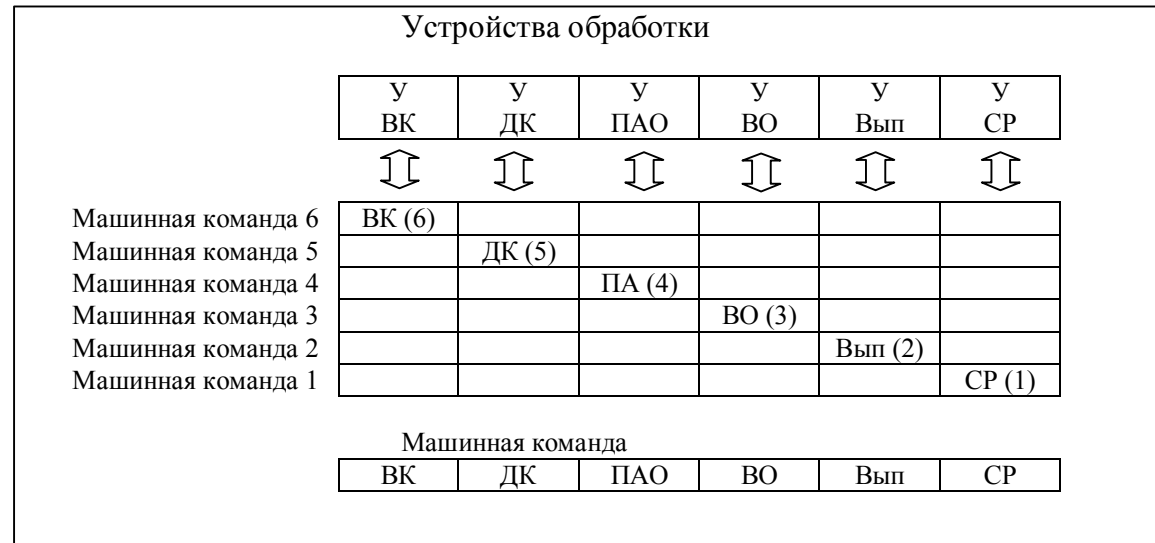 Устройства обработки
У У У У У У
ВК ДК ПАО ВО Вып СР
Машинная команда 6 ВК (6)
Машинная команда 5 ДК (5)
Машинная команда 4 ПА (4)
Машинная команда 3 ВО (3)
Машинная команда 2 Вып (2)
Машинная команда 1 СР (1)
Машинная команда
ВК ДК ПАО ВО Вып СР